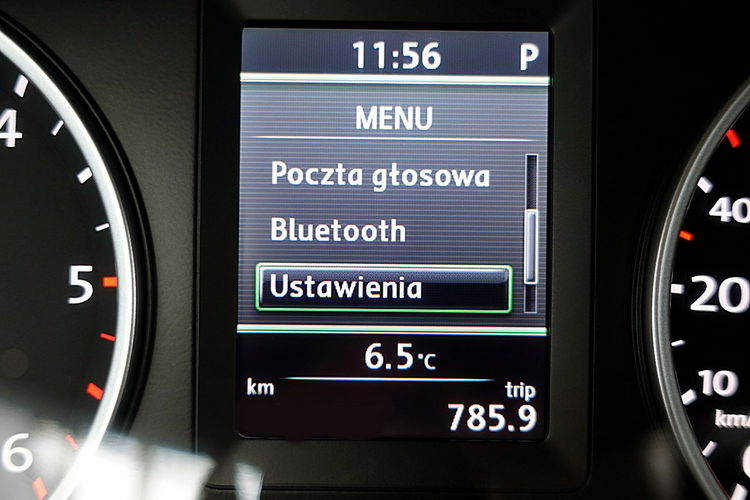 11:56 P
MENU
Poczta głosowa
Bluetooth
Ustawienia
6.5°C
km trip
785.9
4
5
6
40
20
10
km/